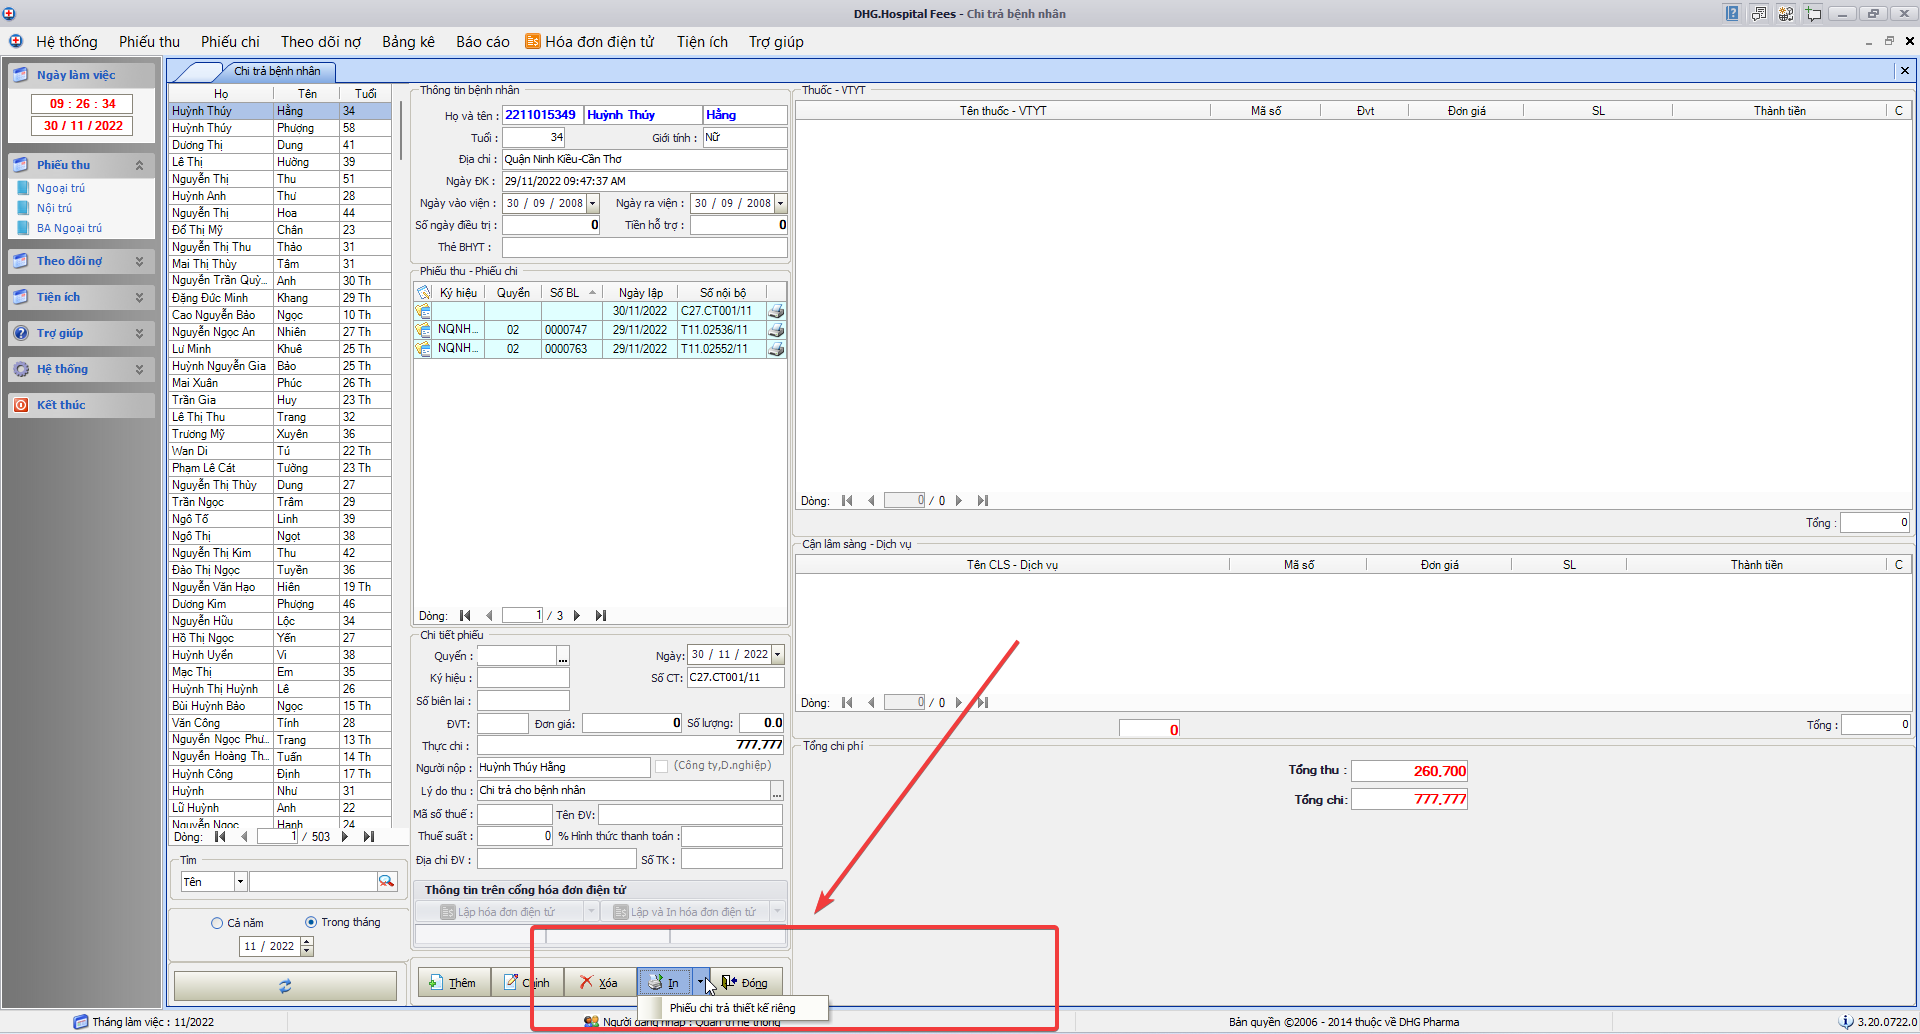 DHG.Hospital Fees - Chi trả bệnh nhân
Hệ thống Phiếu thu Phiếu chi Theo dõi nợ Bảng kê Báo cáo Hóa đơn điện tử Tiện ích Trợ giúp
Ngày làm việc
09 : 26 : 34
30 / 11 / 2022
Phiếu thu
Ngoại trú
Nội trú
BA Ngoại trú
Theo dõi nợ
Tiện ích
Trợ giúp
Hệ thống
Kết thúc
Chi trả bệnh nhân
Họ Tên Tuổi
Huỳnh Thúy Hằng 34
Huỳnh Thúy Phượng 58
Dương Thị Dung 41
Lê Thị Hường 39
Nguyễn Thị Thu 51
Huỳnh Anh Thư 28
Nguyễn Thị Hoa 44
Đổ Thị Mỹ Chân 23
Nguyễn Thị Thu Thảo 31
Mai Thị Thùy Tâm 31
Nguyễn Trần Quỳ... Anh 30 Th
Đặng Đức Minh Khang 29 Th
Cao Nguyễn Bảo Ngọc 10 Th
Nguyễn Ngọc An Nhiên 27 Th
Lư Minh Khuê 25 Th
Huỳnh Nguyễn Gia Bảo 25 Th
Mai Xuân Phúc 26 Th
Trần Gia Huy 23 Th
Lê Thị Thu Trang 32
Trương Mỹ Xuyên 36
Wan Di Tú 22 Th
Phạm Lê Cát Tường 23 Th
Nguyễn Thị Thùy Dung 27
Trần Ngọc Trâm 29
Ngô Tố Linh 39
Ngô Thị Ngọt 38
Nguyễn Thị Kim Thu 42
Đào Thị Ngọc Tuyền 36
Nguyễn Văn Hạo Hiên 19 Th
Dương Kim Phượng 46
Nguyễn Hữu Lộc 34
Hồ Thị Ngọc Yến 27
Huỳnh Uyển Vi 38
Mạc Thị Em 35
Huỳnh Thị Huỳnh Lê 26
Bùi Huỳnh Bảo Ngọc 15 Th
Văn Công Tính 28
Nguyễn Ngọc Phư... Trang 13 Th
Nguyễn Hoàng Th... Tuấn 14 Th
Huỳnh Công Định 17 Th
Huỳnh Như 31
Lữ Huỳnh Anh 22
Nguyễn Ngọc Hạnh 24
Dòng: 1 / 503
Tìm
Tên
Cả năm Trong tháng
11 / 2022
Thông tin bệnh nhân
Họ và tên : 2211015349 Huỳnh Thúy Hằng
Tuổi : 34 Giới tính : Nữ
Địa chỉ : Quận Ninh Kiều-Cần Thơ
Ngày ĐK : 29/11/2022 09:47:37 AM
Ngày vào viện : 30 / 09 / 2008 Ngày ra viện : 30 / 09 / 2008
Số ngày điều trị : 0 Tiền hỗ trợ : 0
Thẻ BHYT :
Phiếu thu - Phiếu chi
Ký hiệu Quyển Số BL Ngày lập Số nội bộ
30/11/2022 C27.CT001/11
NQNH... 02 0000747 29/11/2022 T11.02536/11
NQNH... 02 0000763 29/11/2022 T11.02552/11
Dòng: 1 / 3
Chi tiết phiếu
Quyển : ... Ngày: 30 / 11 / 2022
Ký hiệu : Số CT: C27.CT001/11
Số biên lai :
ĐVT: Đơn giá: 0 Số lượng: 0.0
Thực chi : 777,777
Người nộp : Huỳnh Thúy Hằng (Công ty,D.nghiệp)
Lý do thu : Chi trả cho bệnh nhân ...
Mã số thuế : Tên ĐV:
Thuế suất : 0 % Hình thức thanh toán :
Địa chỉ ĐV : Số TK :
Thông tin trên cổng hóa đơn điện tử
Lập hóa đơn điện tử Lập và In hóa đơn điện tử
Thêm Chỉnh Xóa In Đóng
Phiếu chi trả thiết kế riêng
Thuốc - VTYT
Tên thuốc - VTYT Mã số Đvt Đơn giá SL Thành tiền C
Dòng: 0 / 0
Tổng : 0
Cận lâm sàng - Dịch vụ
Tên CLS - Dịch vụ Mã số Đơn giá SL Thành tiền C
Dòng: 0 / 0
0
Tổng : 0
Tổng chi phí
Tổng thu : 260,700
Tổng chi: 777,777
Tháng làm việc : 11/2022 Người đăng nhập : Quản trị hệ thống Bản quyền ©2006 - 2014 thuộc về DHG Pharma 3.20.0722.0